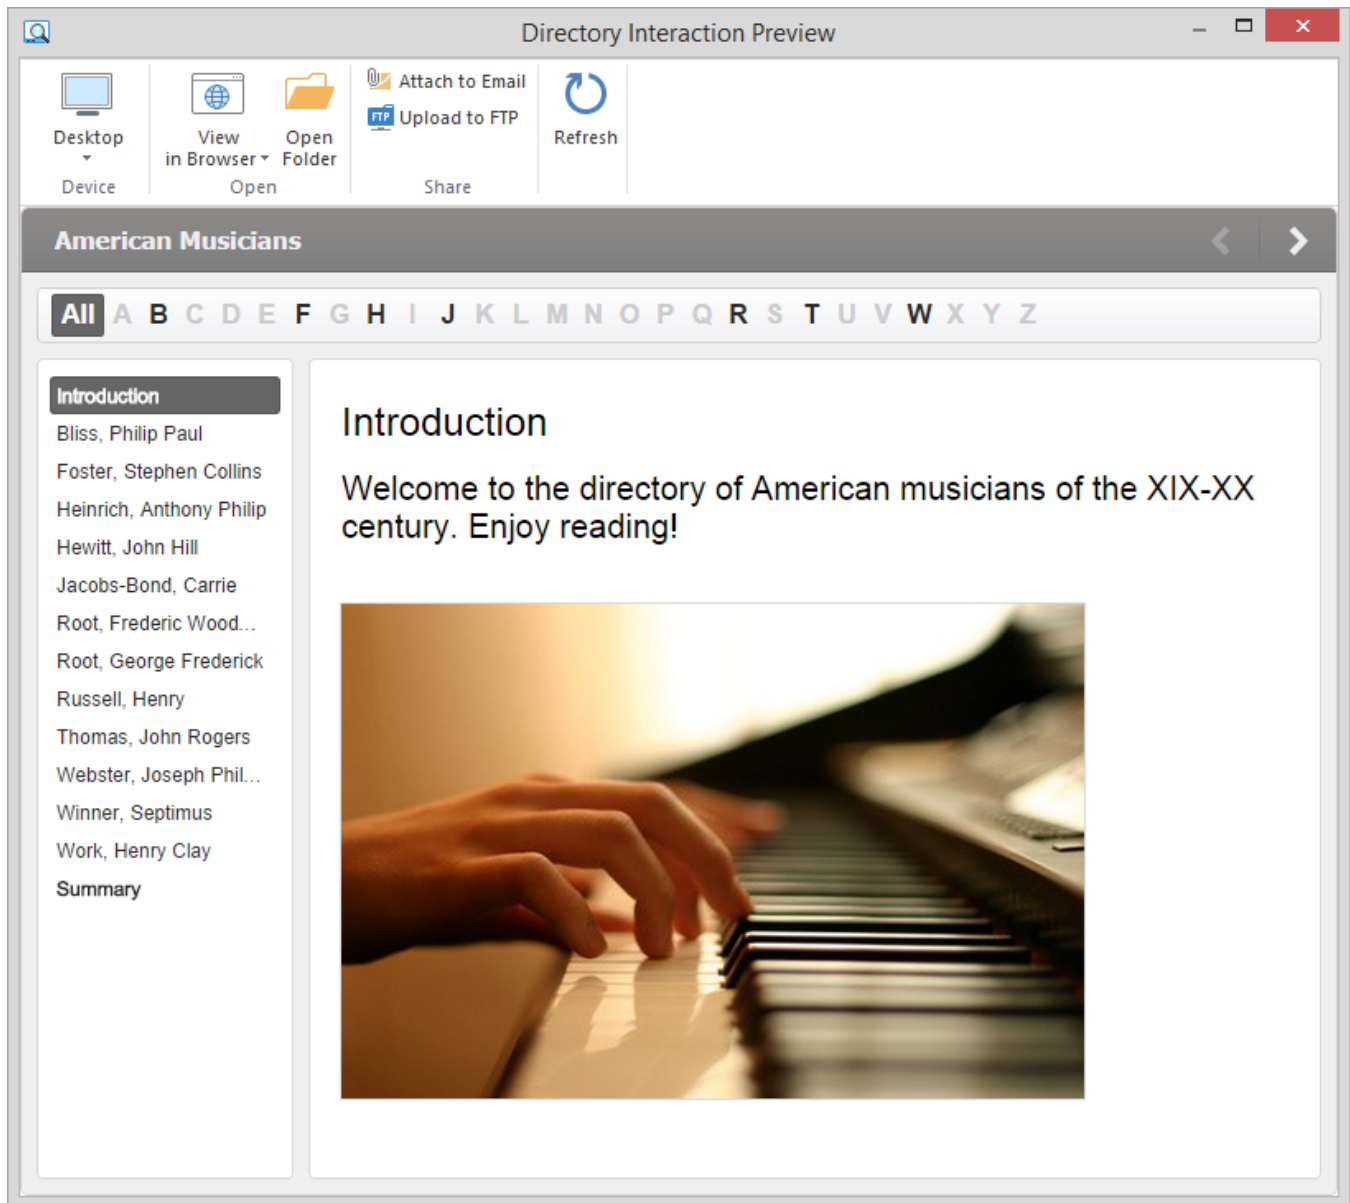 Directory Interaction Preview
Desktop
Device
View
in Browser
Open
Folder
Open
Attach to Email
FTP Upload to FTP
Share
Refresh
American Musicians
All A B C D E F G H I J K L M N O P Q R S T U V W X Y Z
Introduction
Bliss, Philip Paul
Foster, Stephen Collins
Heinrich, Anthony Philip
Hewitt, John Hill
Jacobs-Bond, Carrie
Root, Frederic Wood...
Root, George Frederick
Russell, Henry
Thomas, John Rogers
Webster, Joseph Phil...
Winner, Septimus
Work, Henry Clay
Summary
Introduction
Welcome to the directory of American musicians of the XIX-XX
century. Enjoy reading!